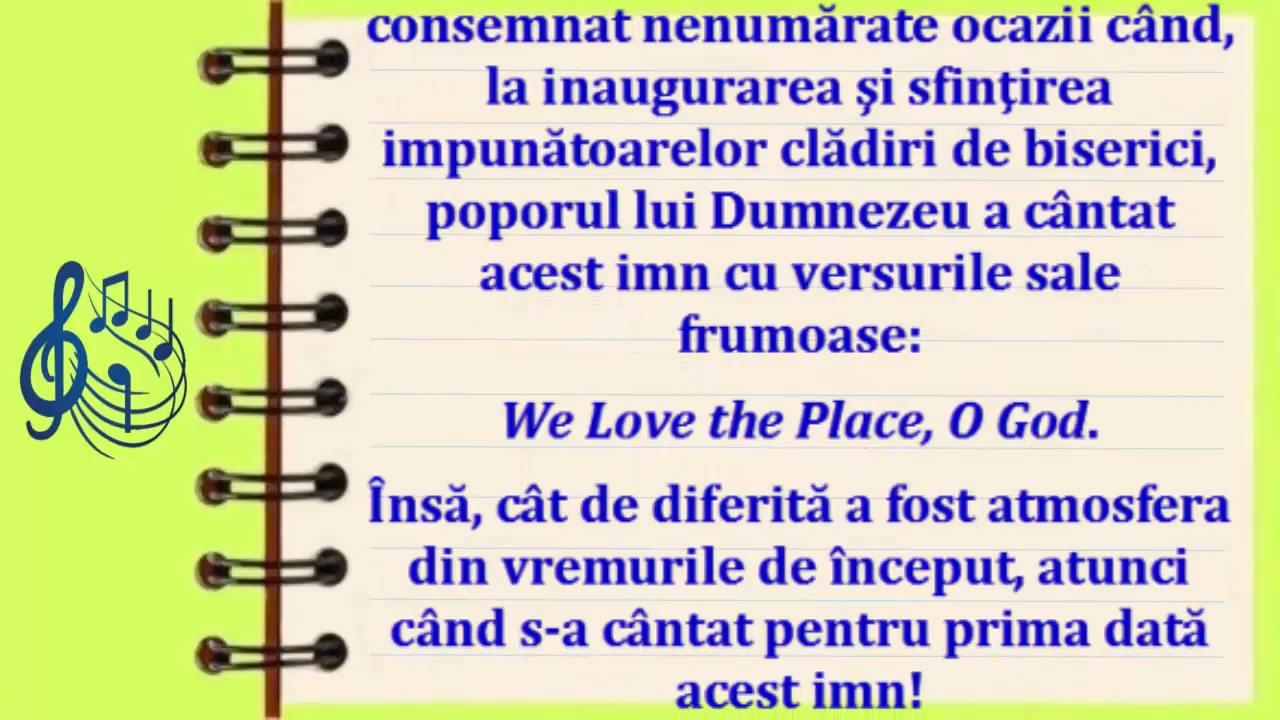 consemnat nenumărate ocazii când,
la inaugurarea şi sfinţirea
impunătoarelor clădiri de biserici,
poporul lui Dumnezeu a cântat
acest imn cu versurile sale
frumoase:
We Love the Place, O God.
Însă, cât de diferită a fost atmosfera
din vremurile de început, atunci
când s-a cântat pentru prima dată
acest imn!